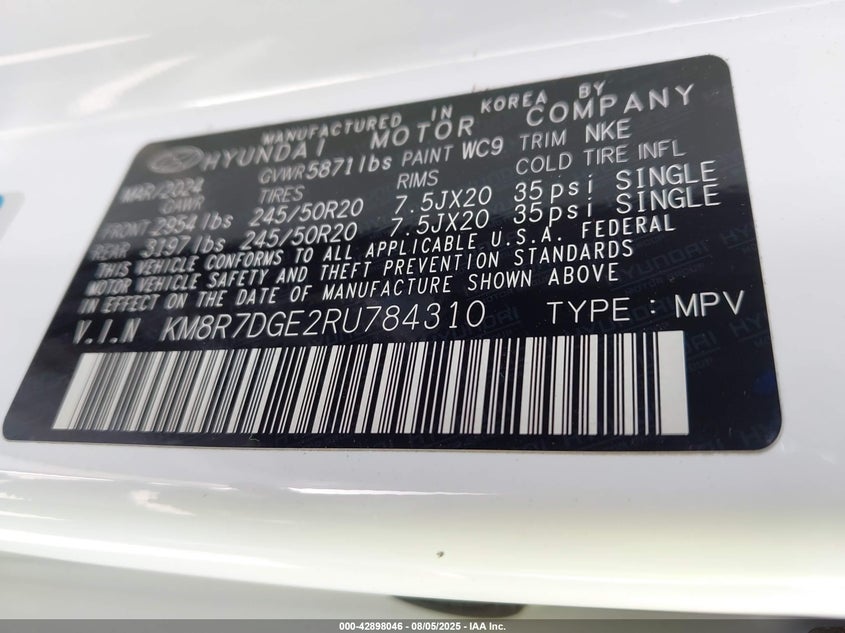 MANUFACTURED IN KOREA BY
HYUNDAI MOTOR COMPANY
MAR/2024 GVWR 5871lbs PAINT WC9 TRIM NKE
GAWR TIRES RIMS COLD TIRE INFL
FRONT 2954lbs 245/50R20 7.5JX20 35psi SINGLE
REAR 3197lbs 245/50R20 7.5JX20 35psi SINGLE
THIS VEHICLE CONFORMS TO ALL APPLICABLE U.S.A. FEDERAL
MOTOR VEHICLE SAFETY AND THEFT PREVENTION STANDARDS
IN EFFECT ON THE DATE OF MANUFACTURE SHOWN ABOVE
V.I.N KM8R7DGE2RU784310 TYPE : MPV
000-42898046 - 08/05/2025 - IAA Inc.